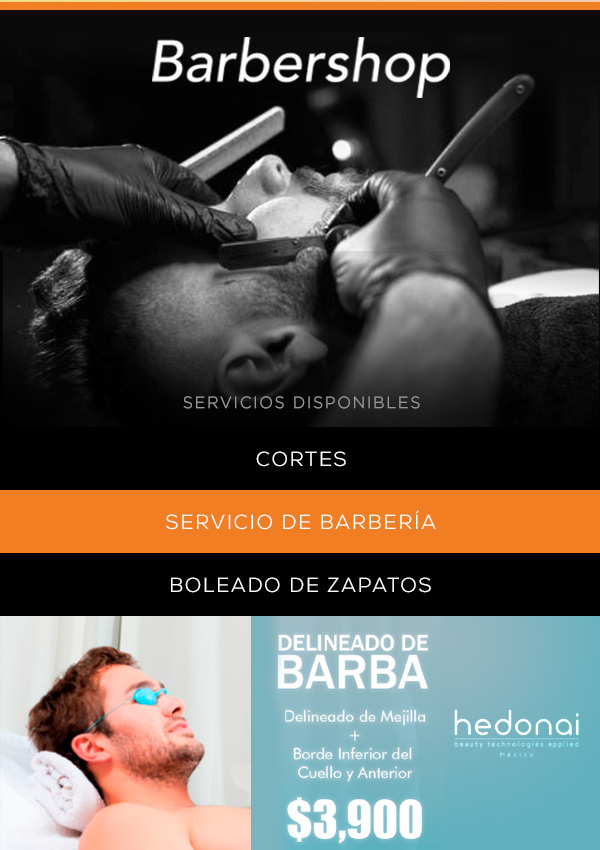 Barbershop
SERVICIOS DISPONIBLES
CORTES
SERVICIO DE BARBERÍA
BOLEADO DE ZAPATOS
DELINEADO DE
BARBA
Delineado de Mejilla
+
Borde Inferior del
Cuello y Anterior
$3,900
hedonai
beauty technologies applied
México